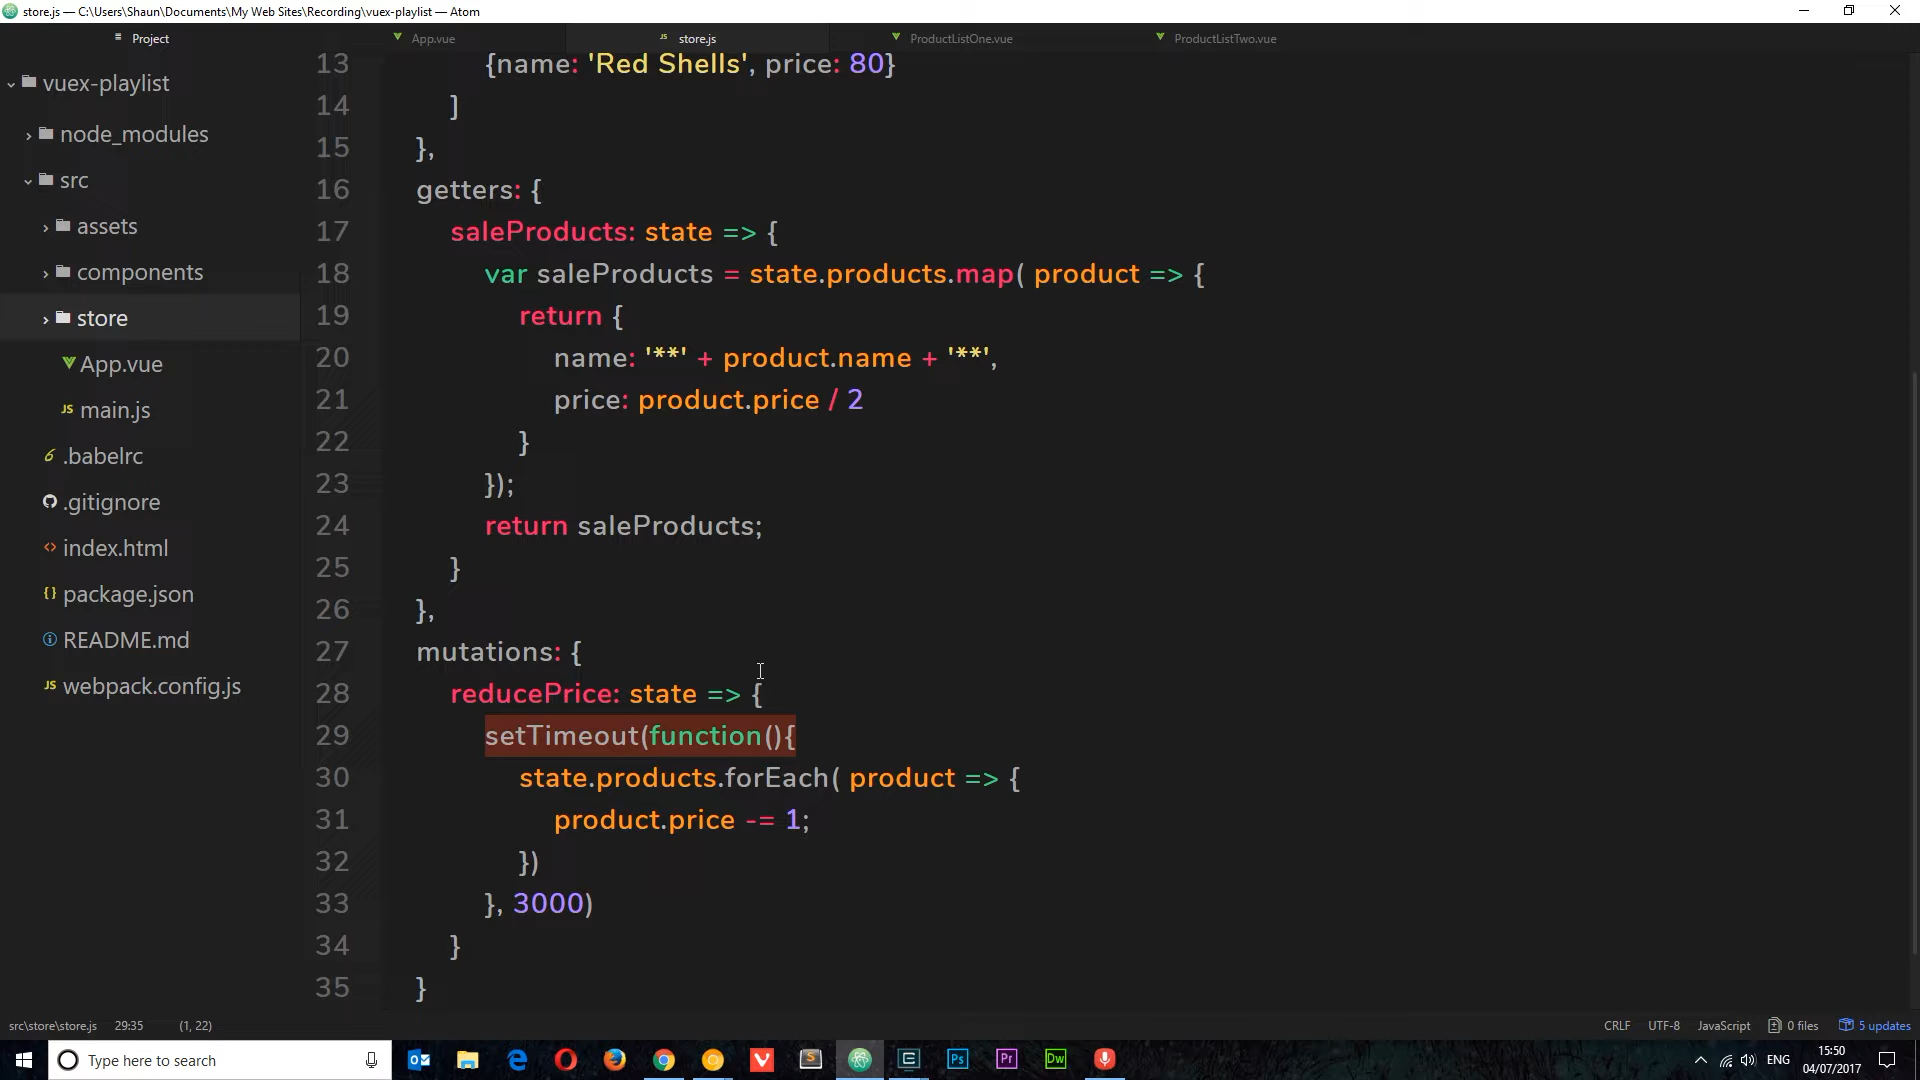 store.js — C:\Users\Shaun\Documents\My Web Sites\Recording\vuex-playlist — Atom
Project
App.vue
store.js
ProductListOne.vue
ProductListTwo.vue
vuex-playlist
node_modules
src
assets
components
store
App.vue
JS main.js
.babelrc
.gitignore
index.html
package.json
README.md
JS webpack.config.js
13 {name: 'Red Shells', price: 80}
14 ]
15 },
16 getters: {
17 saleProducts: state => {
18 var saleProducts = state.products.map( product => {
19 return {
20 name: '**' + product.name + '**',
21 price: product.price / 2
22 }
23 });
24 return saleProducts;
25 }
26 },
27 mutations: {
28 reducePrice: state => {
29 setTimeout(function(){
30 state.products.forEach( product => {
31 product.price -= 1;
32 })
33 }, 3000)
34 }
35 }
src\store\store.js 29:35 (1, 22)
CRLF UTF-8 JavaScript 0 files 5 updates
Type here to search
Ps
Pr
Dw
ENG
15:50
04/07/2017